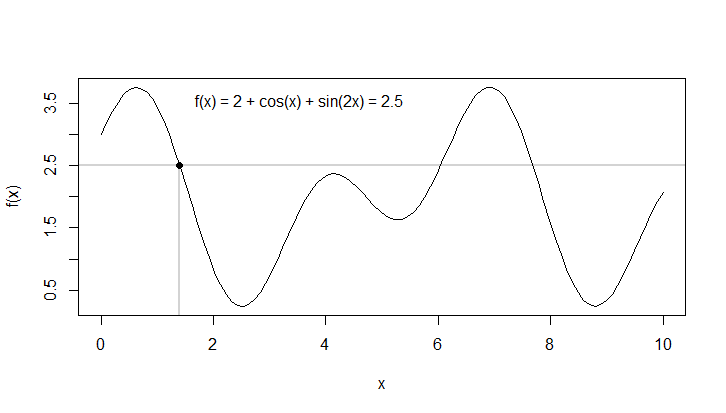 f(x) = 2 + cos(x) + sin(2x) = 2.5
3.5
2.5
1.5
0.5
f(x)
0 2 4 6 8 10
x